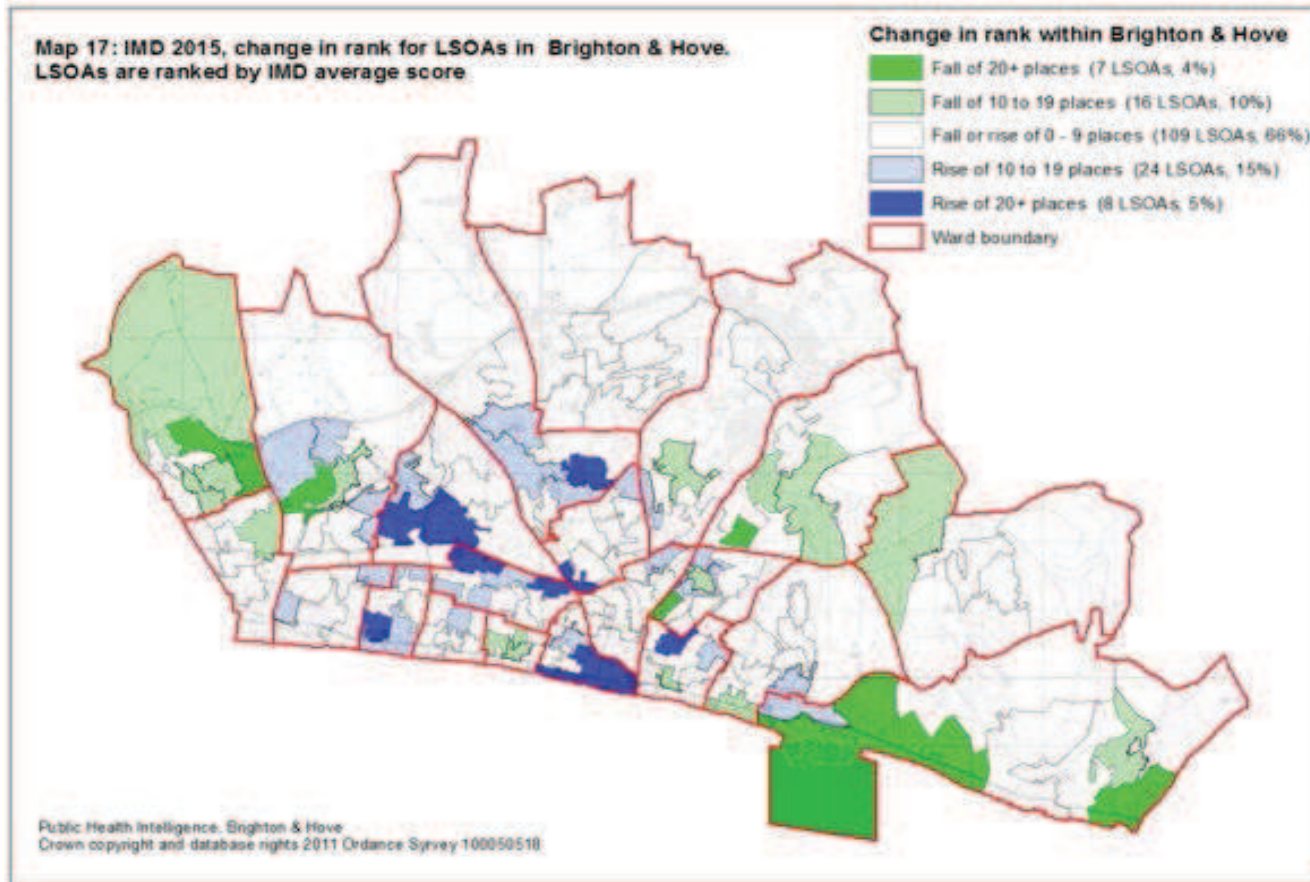 Map 17: IMD 2015, change in rank for LSOAs in Brighton & Hove.
LSOAs are ranked by IMD average score
Change in rank within Brighton & Hove
Fall of 20+ places (7 LSOAs, 4%)
Fall of 10 to 19 places (16 LSOAs, 10%)
Fall or rise of 0 - 9 places (109 LSOAs, 66%)
Rise of 10 to 19 places (24 LSOAs, 15%)
Rise of 20+ places (8 LSOAs, 5%)
Ward boundary
Public Health Intelligence, Brighton & Hove
Crown copyright and database rights 2011 Ordance Syrvey 100050518